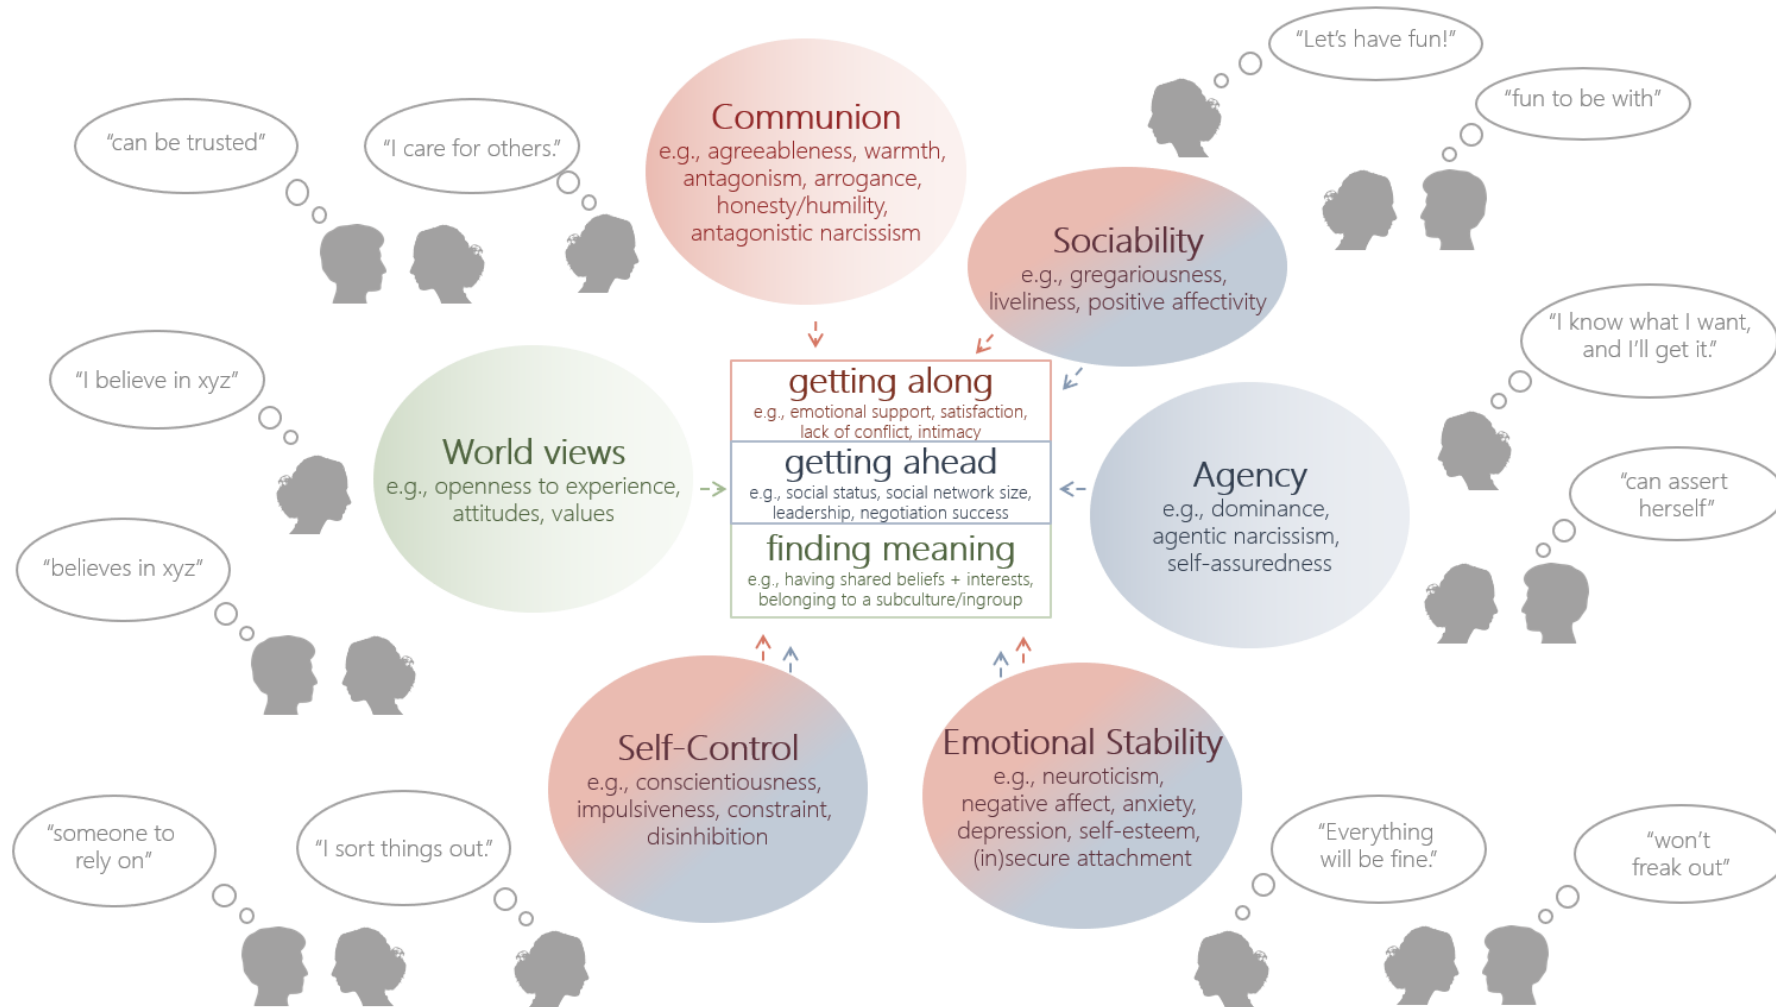 Communion
e.g., agreeableness, warmth,
antagonism, arrogance,
honesty/humility,
antagonistic narcissism
"can be trusted"
"I care for others."
"Let's have fun!"
"fun to be with"
Sociability
e.g., gregariousness,
liveliness, positive affectivity
"I know what I want,
and I'll get it."
"can assert
herself"
Agency
e.g., dominance,
agentic narcissism,
self-assuredness
"I believe in xyz"
"believes in xyz"
World views
e.g., openness to experience,
attitudes, values
getting along
e.g., emotional support, satisfaction,
lack of conflict, intimacy
getting ahead
e.g., social status, social network size,
leadership, negotiation success
finding meaning
e.g., having shared beliefs + interests,
belonging to a subculture/ingroup
Self-Control
e.g., conscientiousness,
impulsiveness, constraint,
disinhibition
"someone to
rely on"
"I sort things out."
Emotional Stability
e.g., neuroticism,
negative affect, anxiety,
depression, self-esteem,
(in)secure attachment
"Everything
will be fine."
"won't
freak out"